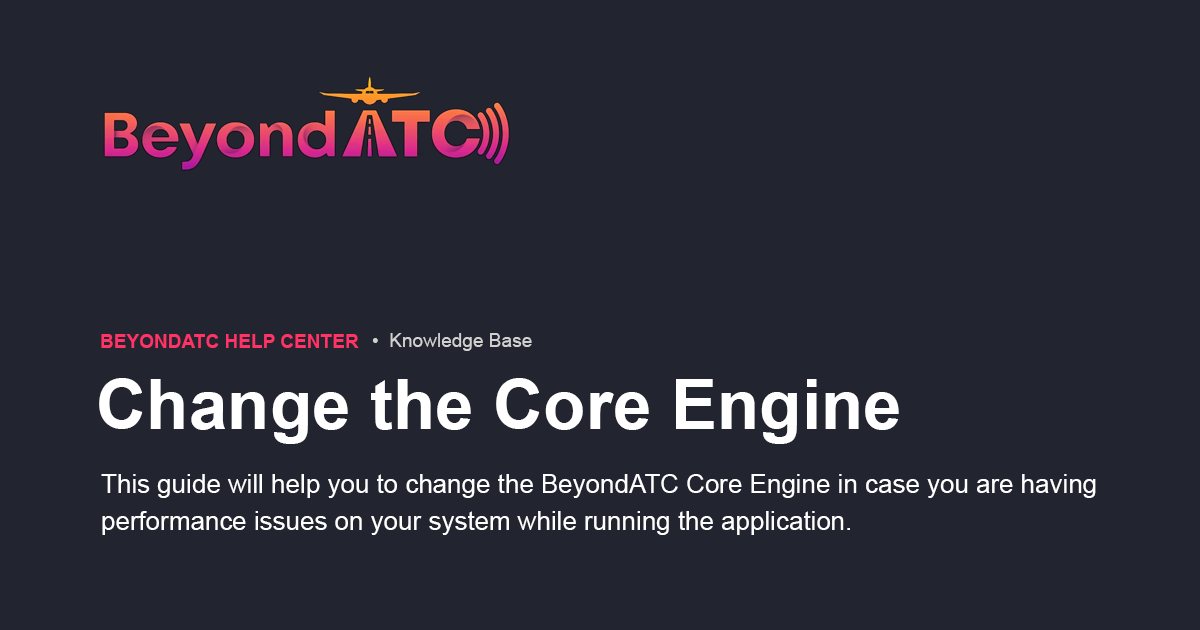 BeyondATC
BEYONDATC HELP CENTER • Knowledge Base
Change the Core Engine
This guide will help you to change the BeyondATC Core Engine in case you are having
performance issues on your system while running the application.